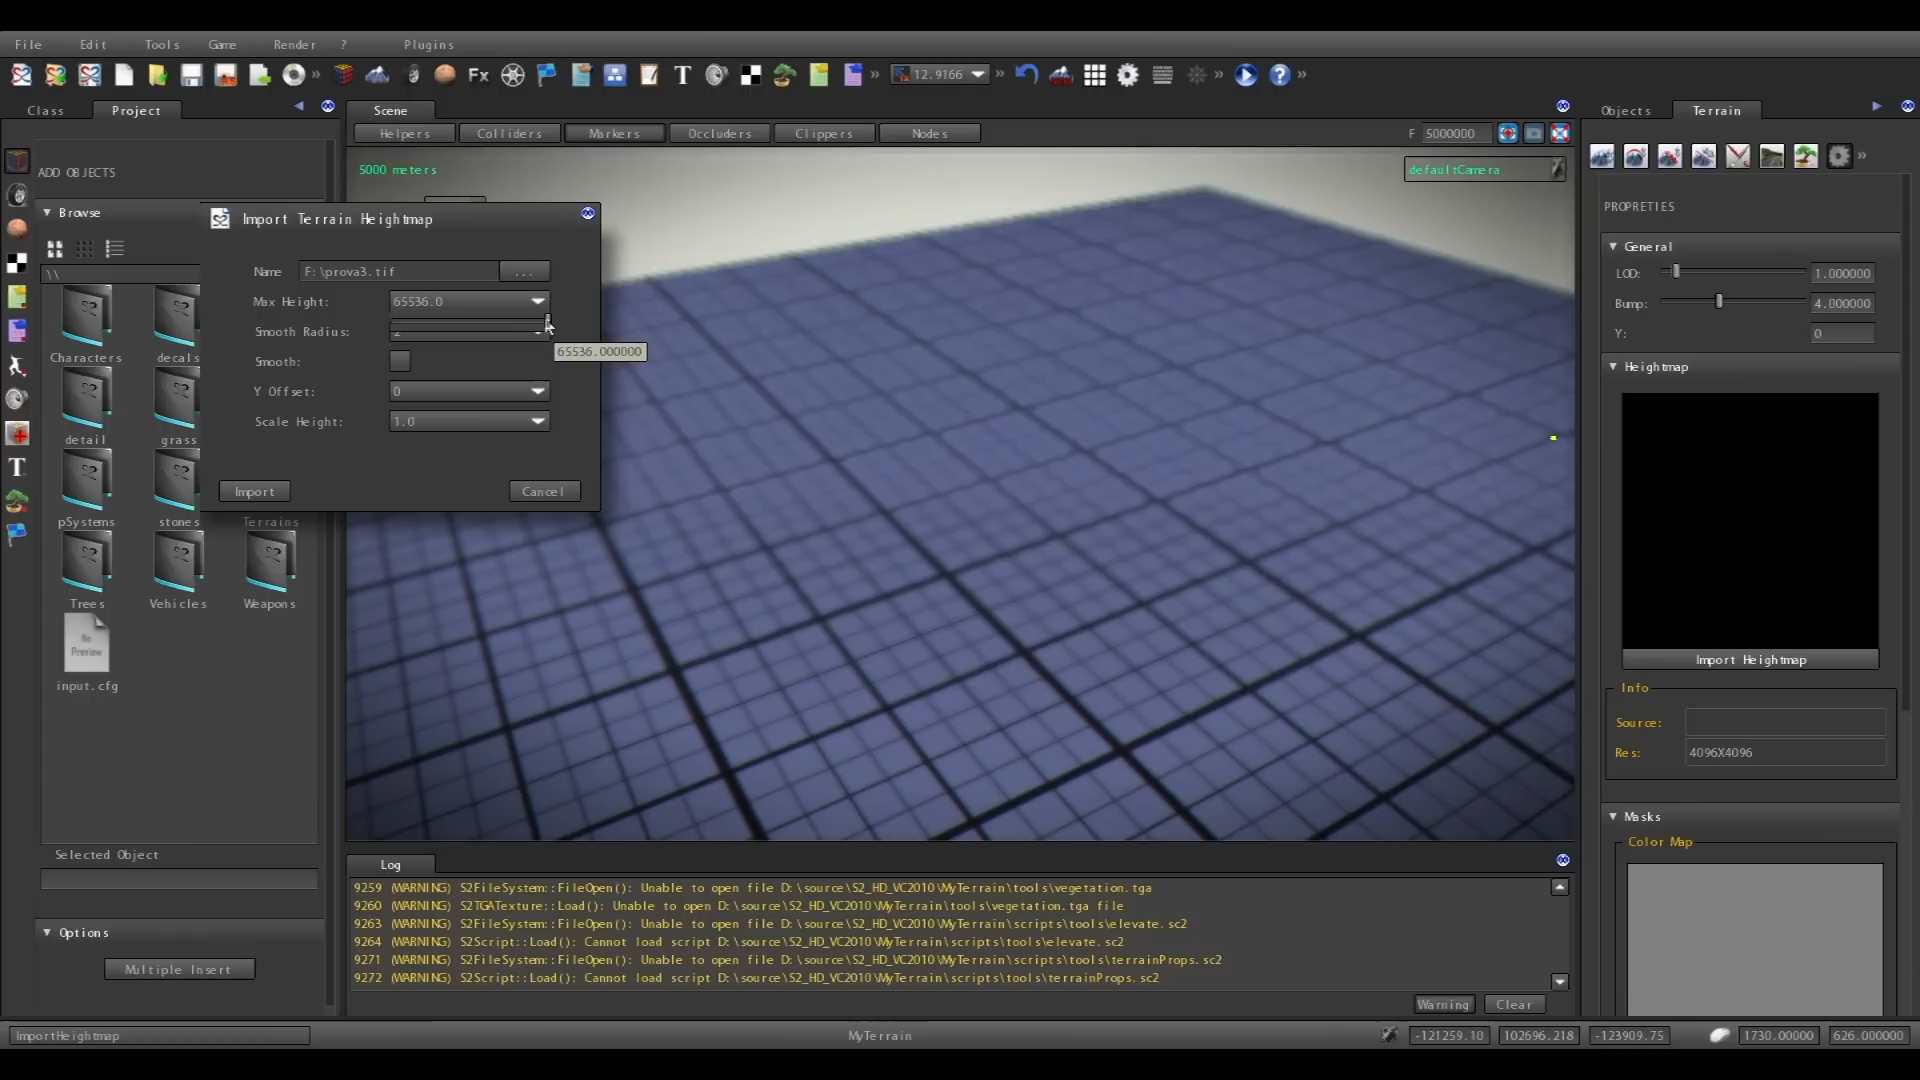 File Edit Tools Game Render ? Plugins
Fx T 12.9166
Class Project Scene Objects Terrain
Helpers Colliders Markers Occluders Clippers Nodes F 5000000
5000 meters
defaultCamera
ADD OBJECTS
Browse
\\
Characters decals
detail grass
pSystems stones Terrains
Trees Vehicles Weapons
No Preview
input.cfg
Selected Object
Options
Multiple Insert
T
Import Terrain Heightmap
Name F:\prova3.tif ...
Max Height: 65536.0
Smooth Radius: 2
65536.000000
Smooth:
Y Offset: 0
Scale Height: 1.0
Import Cancel
PROPRETIES
General
LOD: 1.000000
Bump: 4.000000
Y: 0
Heightmap
Import Heightmap
Info
Source:
Res: 4096X4096
Masks
Color Map
Log
9259 (WARNING) S2FileSystem::FileOpen(): Unable to open file D:\source\S2_HD_VC2010\MyTerrain\tools\vegetation.tga
9260 (WARNING) S2TGATexture::Load(): Unable to open D:\source\S2_HD_VC2010\MyTerrain\tools\vegetation.tga file
9263 (WARNING) S2FileSystem::FileOpen(): Unable to open file D:\source\S2_HD_VC2010\MyTerrain\scripts\tools\elevate.sc2
9264 (WARNING) S2Script::Load(): Cannot load script D:\source\S2_HD_VC2010\MyTerrain\scripts\tools\elevate.sc2
9271 (WARNING) S2FileSystem::FileOpen(): Unable to open file D:\source\S2_HD_VC2010\MyTerrain\scripts\tools\terrainProps.sc2
9272 (WARNING) S2Script::Load(): Cannot load script D:\source\S2_HD_VC2010\MyTerrain\scripts\tools\terrainProps.sc2
Warning Clear
ImportHeightmap MyTerrain -121259.10 102696.218 -123909.75 1730.00000 626.000000